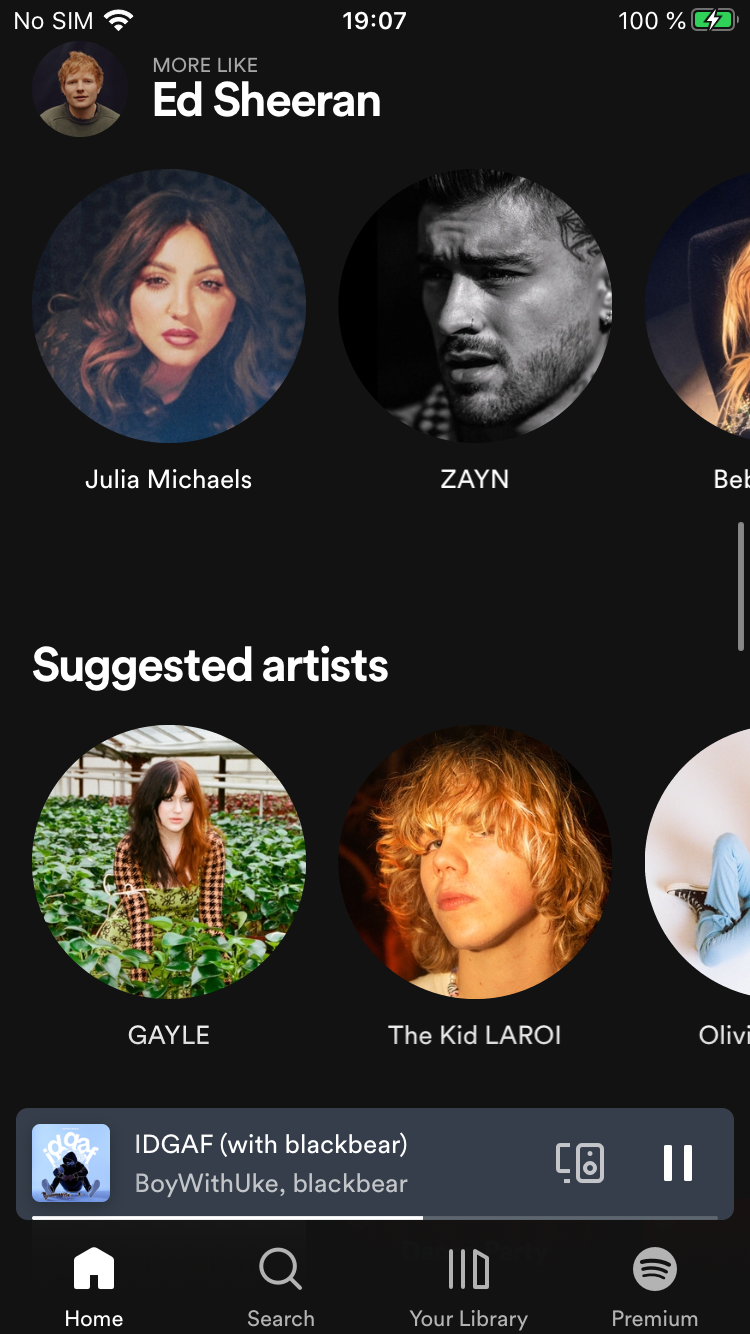 No SIM 19:07 100 %
MORE LIKE
Ed Sheeran
Julia Michaels ZAYN Beb
Suggested artists
GAYLE The Kid LAROI Olivi
idgaf
IDGAF (with blackbear)
BoyWithUke, blackbear
Home Search Your Library Premium